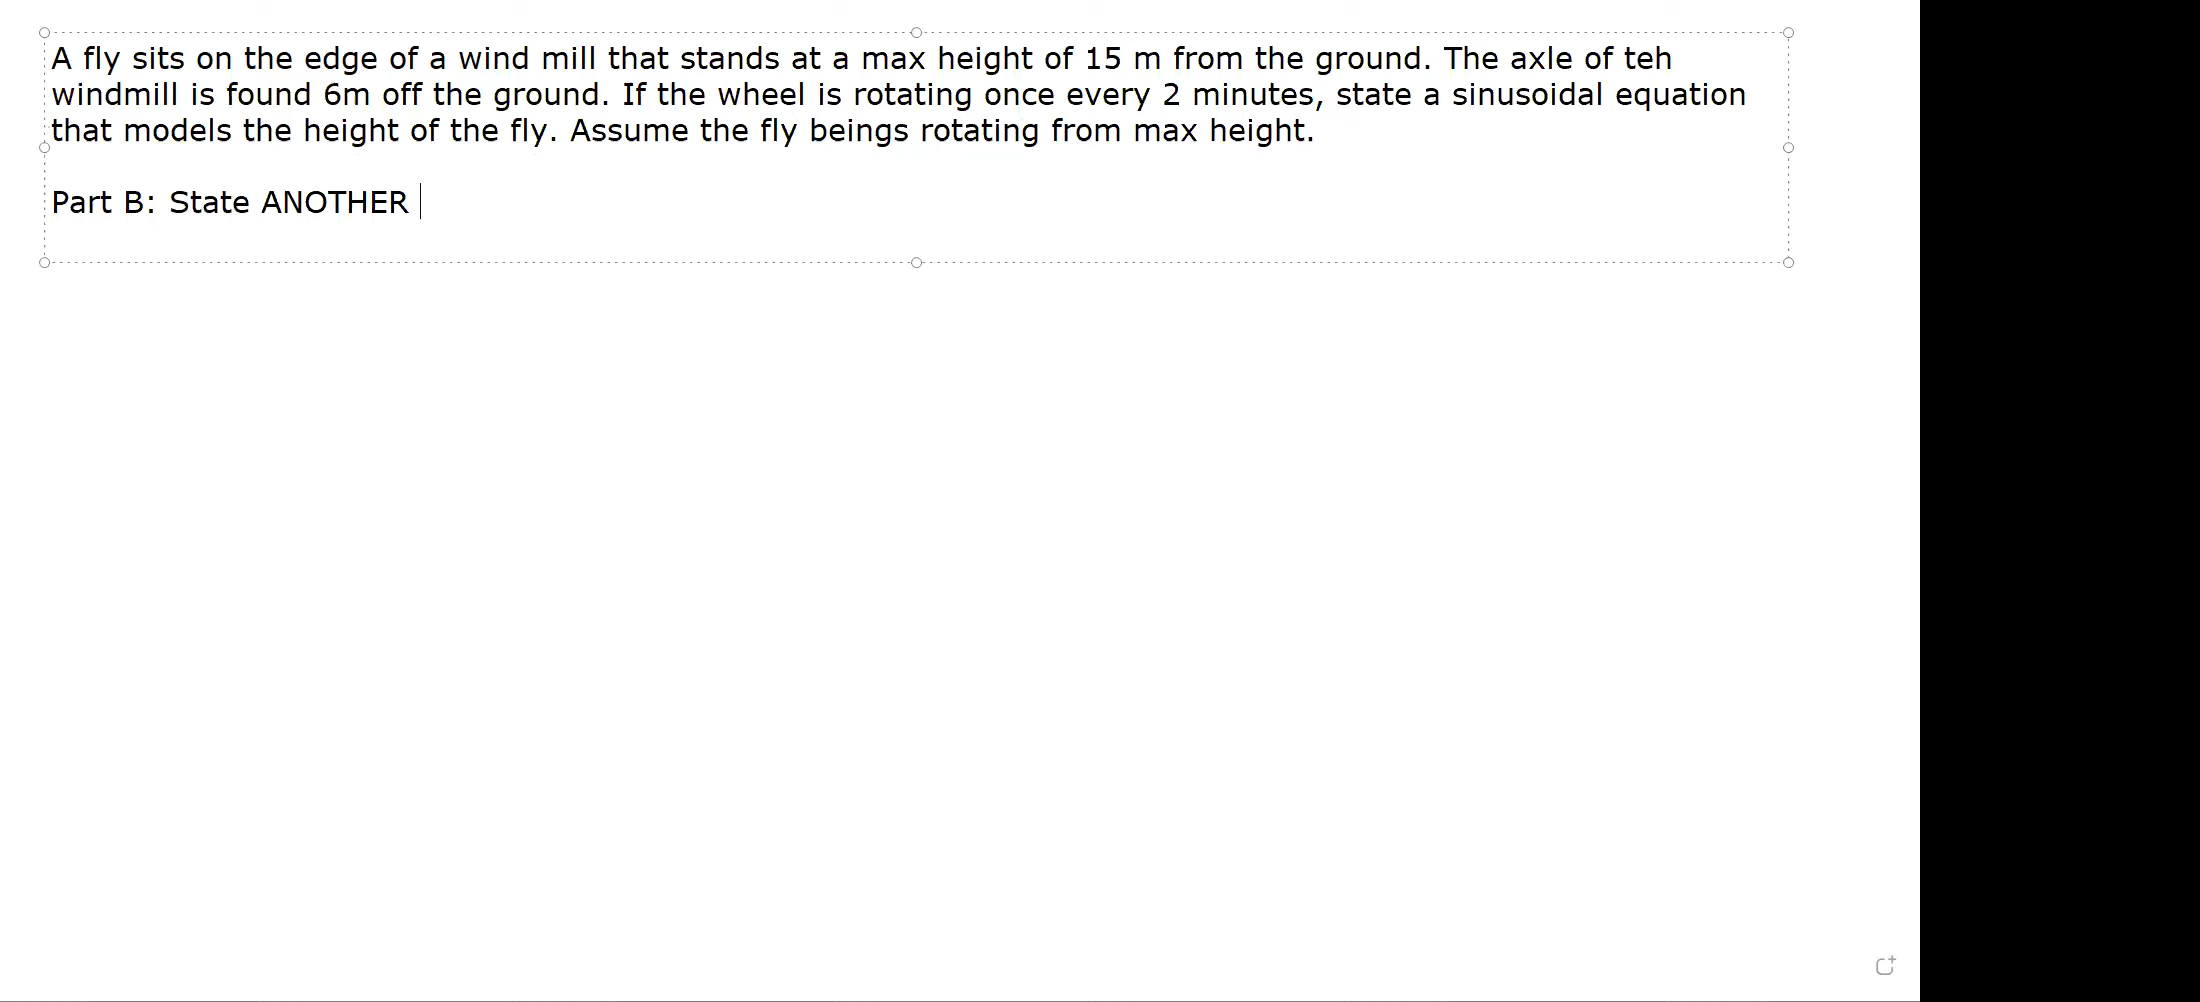 A fly sits on the edge of a wind mill that stands at a max height of 15 m from the ground. The axle of teh
windmill is found 6m off the ground. If the wheel is rotating once every 2 minutes, state a sinusoidal equation
that models the height of the fly. Assume the fly beings rotating from max height.
Part B: State ANOTHER